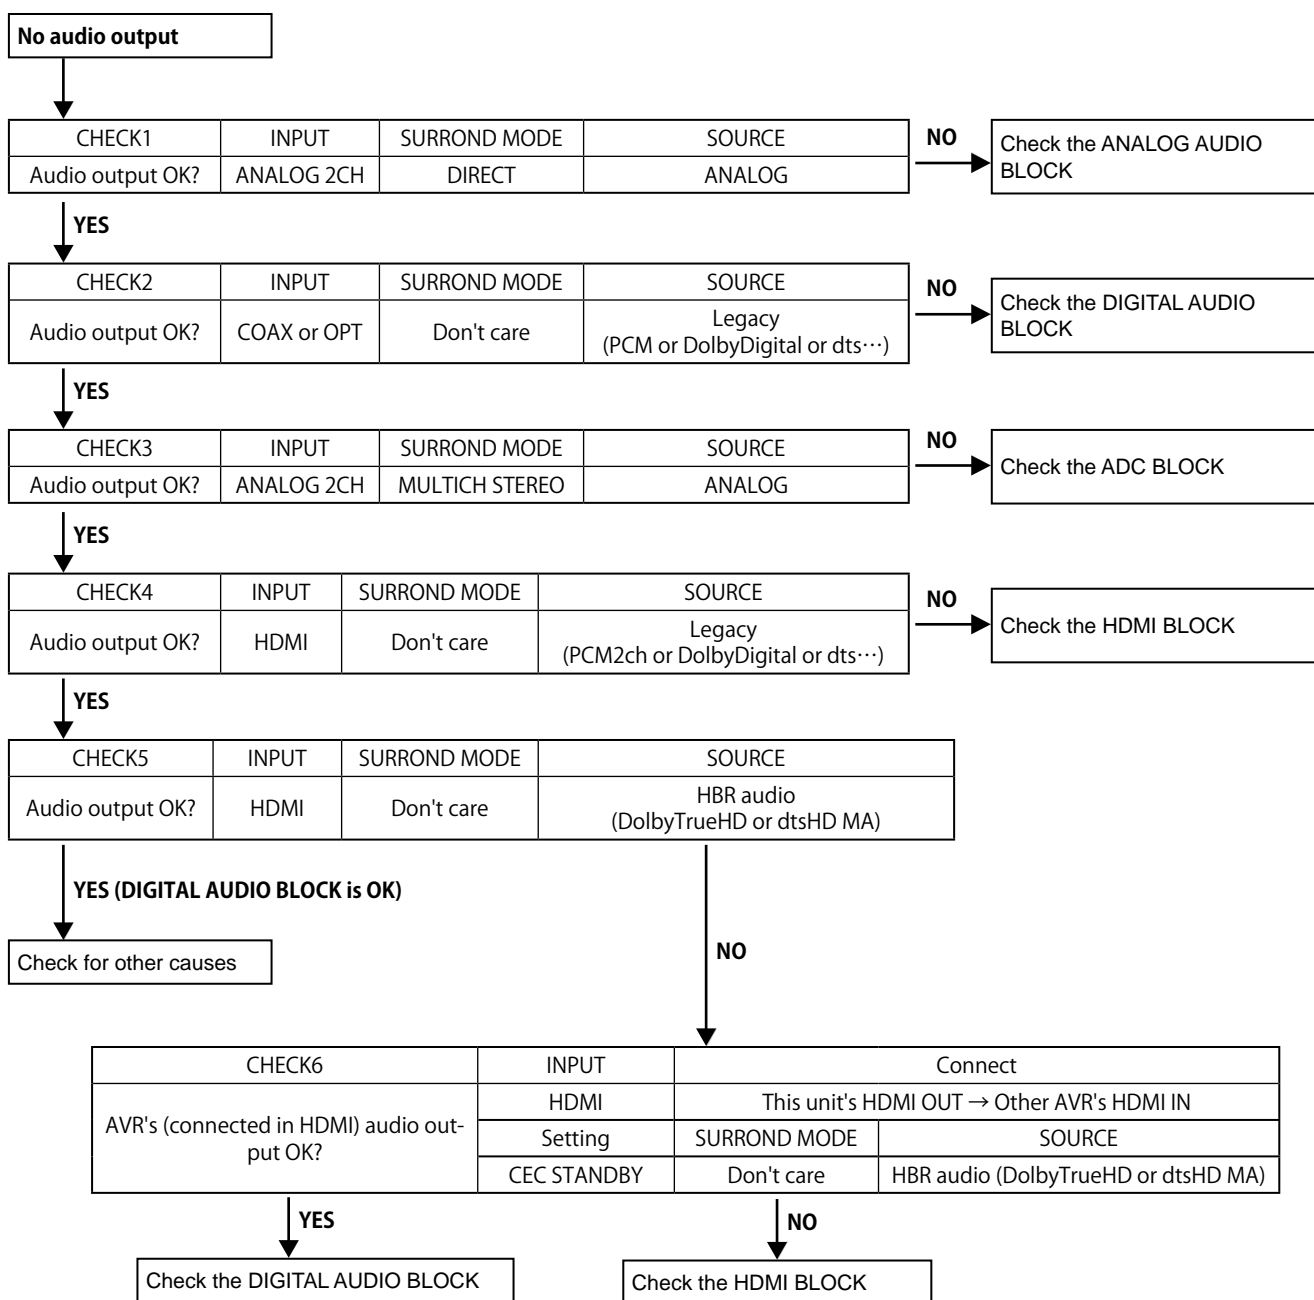 No audio output
CHECK1 INPUT SURROND MODE SOURCE
Audio output OK? ANALOG 2CH DIRECT ANALOG
NO
Check the ANALOG AUDIO
BLOCK
YES
CHECK2 INPUT SURROND MODE SOURCE
Audio output OK? COAX or OPT Don't care Legacy
(PCM or DolbyDigital or dts⋯)
NO
Check the DIGITAL AUDIO
BLOCK
YES
CHECK3 INPUT SURROND MODE SOURCE
Audio output OK? ANALOG 2CH MULTICH STEREO ANALOG
NO
Check the ADC BLOCK
YES
CHECK4 INPUT SURROND MODE SOURCE
Audio output OK? HDMI Don't care Legacy
(PCM2ch or DolbyDigital or dts⋯)
NO
Check the HDMI BLOCK
YES
CHECK5 INPUT SURROND MODE SOURCE
Audio output OK? HDMI Don't care HBR audio
(DolbyTrueHD or dtsHD MA)
YES (DIGITAL AUDIO BLOCK is OK)
Check for other causes
NO
CHECK6 INPUT Connect
HDMI This unit's HDMI OUT → Other AVR's HDMI IN
AVR's (connected in HDMI) audio out-
put OK?
Setting SURROND MODE SOURCE
CEC STANDBY Don't care HBR audio (DolbyTrueHD or dtsHD MA)
YES
Check the DIGITAL AUDIO BLOCK
NO
Check the HDMI BLOCK